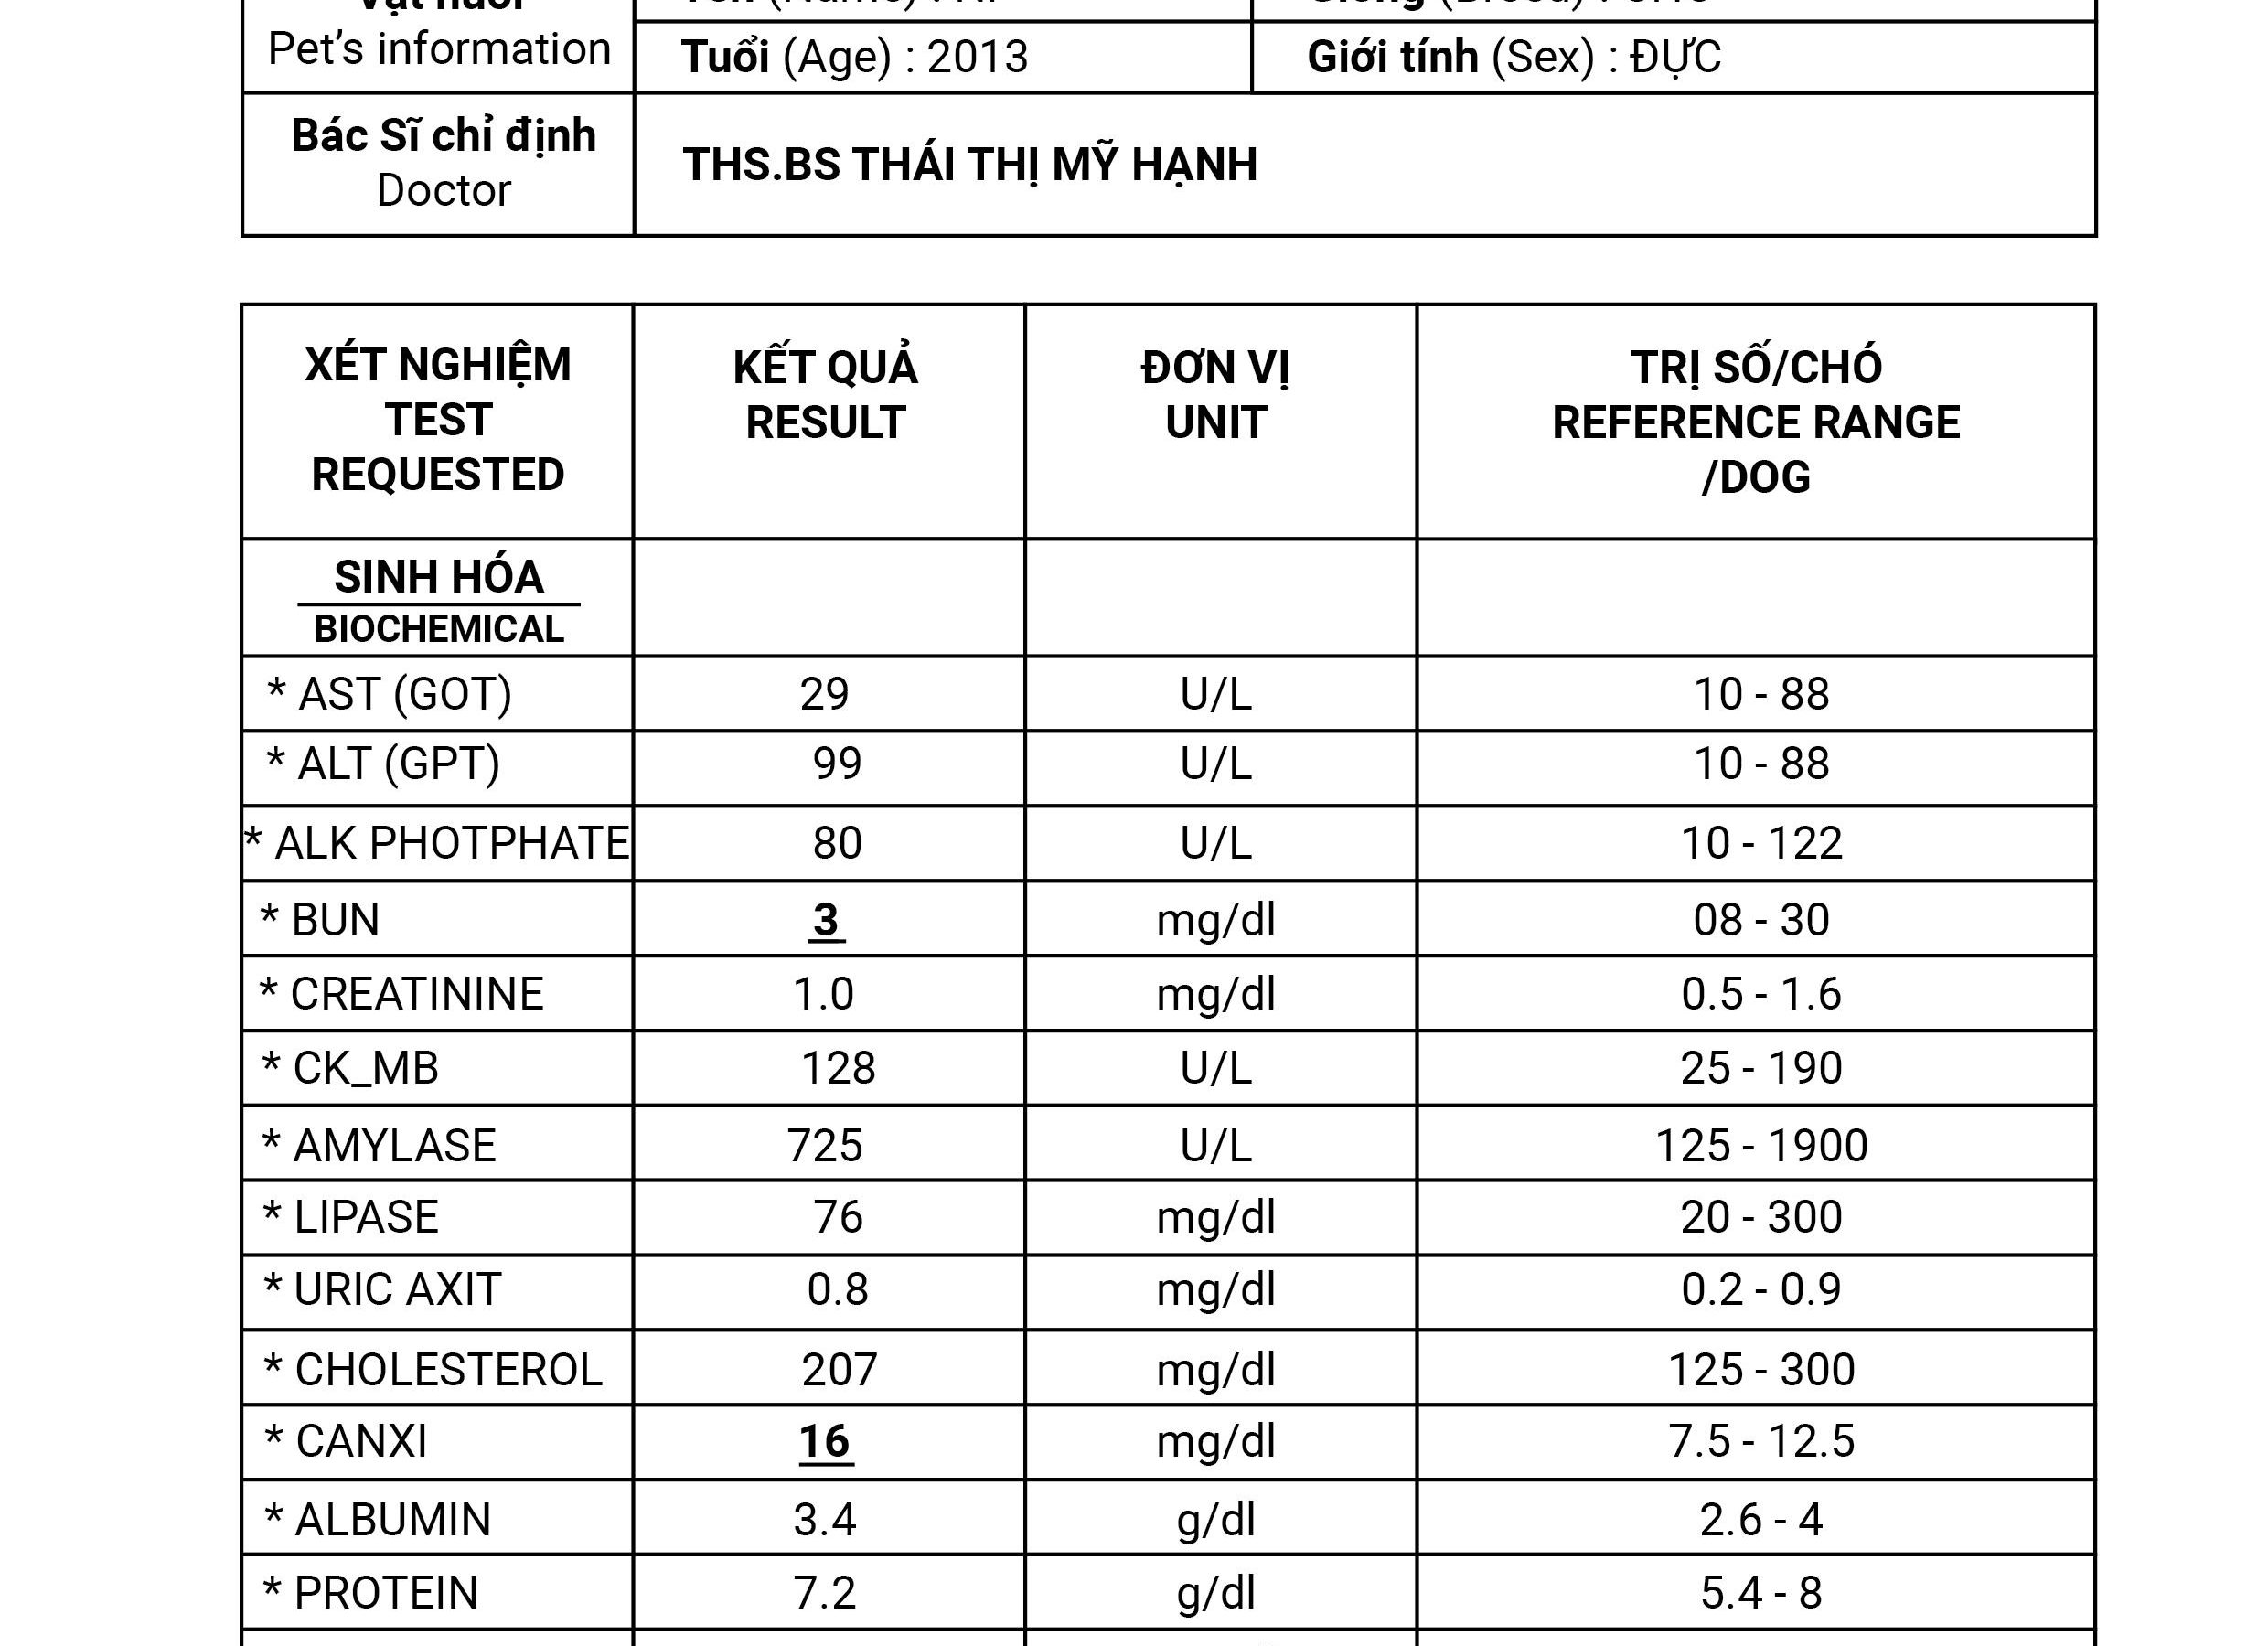 Vật nuôi
Pet's information
Tuổi (Age) : 2013
Giới tính (Sex) : ĐỰC
Bác Sĩ chỉ định
Doctor
THS.BS THÁI THỊ MỸ HẠNH
XÉT NGHIỆM
TEST
REQUESTED
KẾT QUẢ
RESULT
ĐƠN VỊ
UNIT
TRỊ SỐ/CHÓ
REFERENCE RANGE
/DOG
SINH HÓA
BIOCHEMICAL
* AST (GOT) 29 U/L 10 - 88
* ALT (GPT) 99 U/L 10 - 88
* ALK PHOTPHATE 80 U/L 10 - 122
* BUN 3 mg/dl 08 - 30
* CREATININE 1.0 mg/dl 0.5 - 1.6
* CK_MB 128 U/L 25 - 190
* AMYLASE 725 U/L 125 - 1900
* LIPASE 76 mg/dl 20 - 300
* URIC AXIT 0.8 mg/dl 0.2 - 0.9
* CHOLESTEROL 207 mg/dl 125 - 300
* CANXI 16 mg/dl 7.5 - 12.5
* ALBUMIN 3.4 g/dl 2.6 - 4
* PROTEIN 7.2 g/dl 5.4 - 8